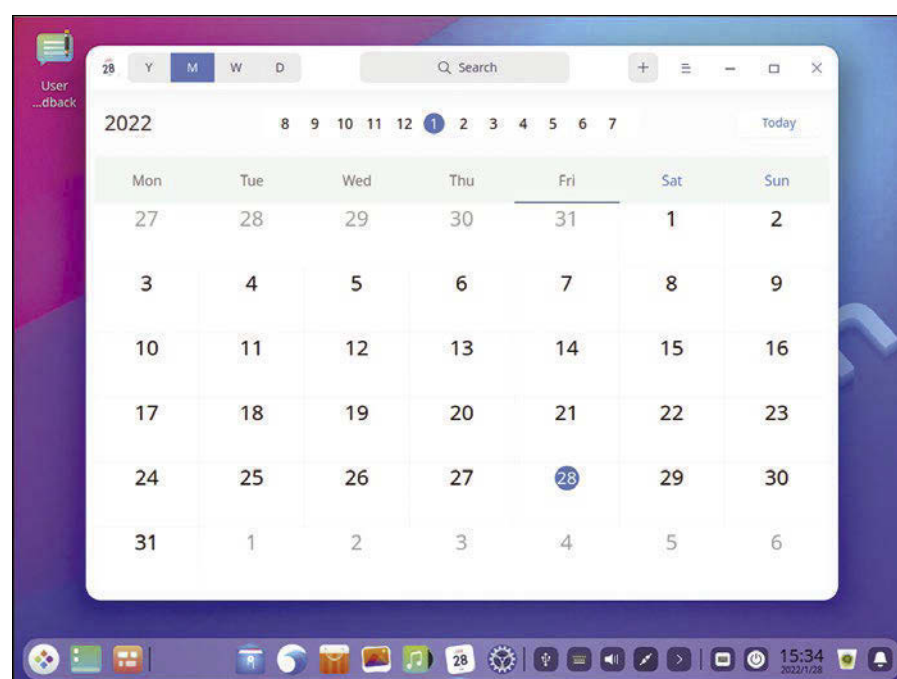 User
...dback
28 Y M W D Search
2022 8 9 10 11 12 1 2 3 4 5 6 7 Today
Mon Tue Wed Thu Fri Sat Sun
27 28 29 30 31 1 2
3 4 5 6 7 8 9
10 11 12 13 14 15 16
17 18 19 20 21 22 23
24 25 26 27 28 29 30
31 1 2 3 4 5 6
28 15:34
2022/1/28